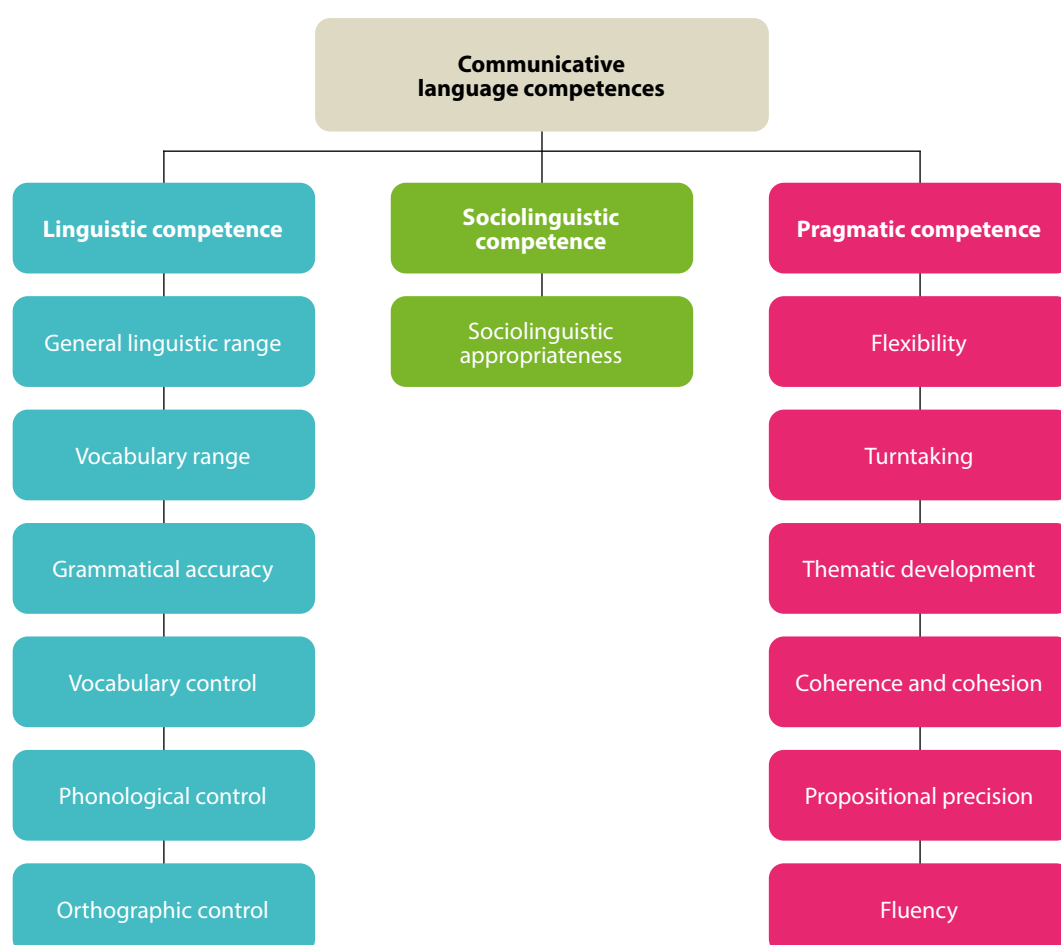 Communicative
language competences
Linguistic competence
Sociolinguistic
competence
Pragmatic competence
General linguistic range
Sociolinguistic
appropriateness
Flexibility
Vocabulary range
Turntaking
Grammatical accuracy
Thematic development
Vocabulary control
Coherence and cohesion
Phonological control
Propositional precision
Orthographic control
Fluency